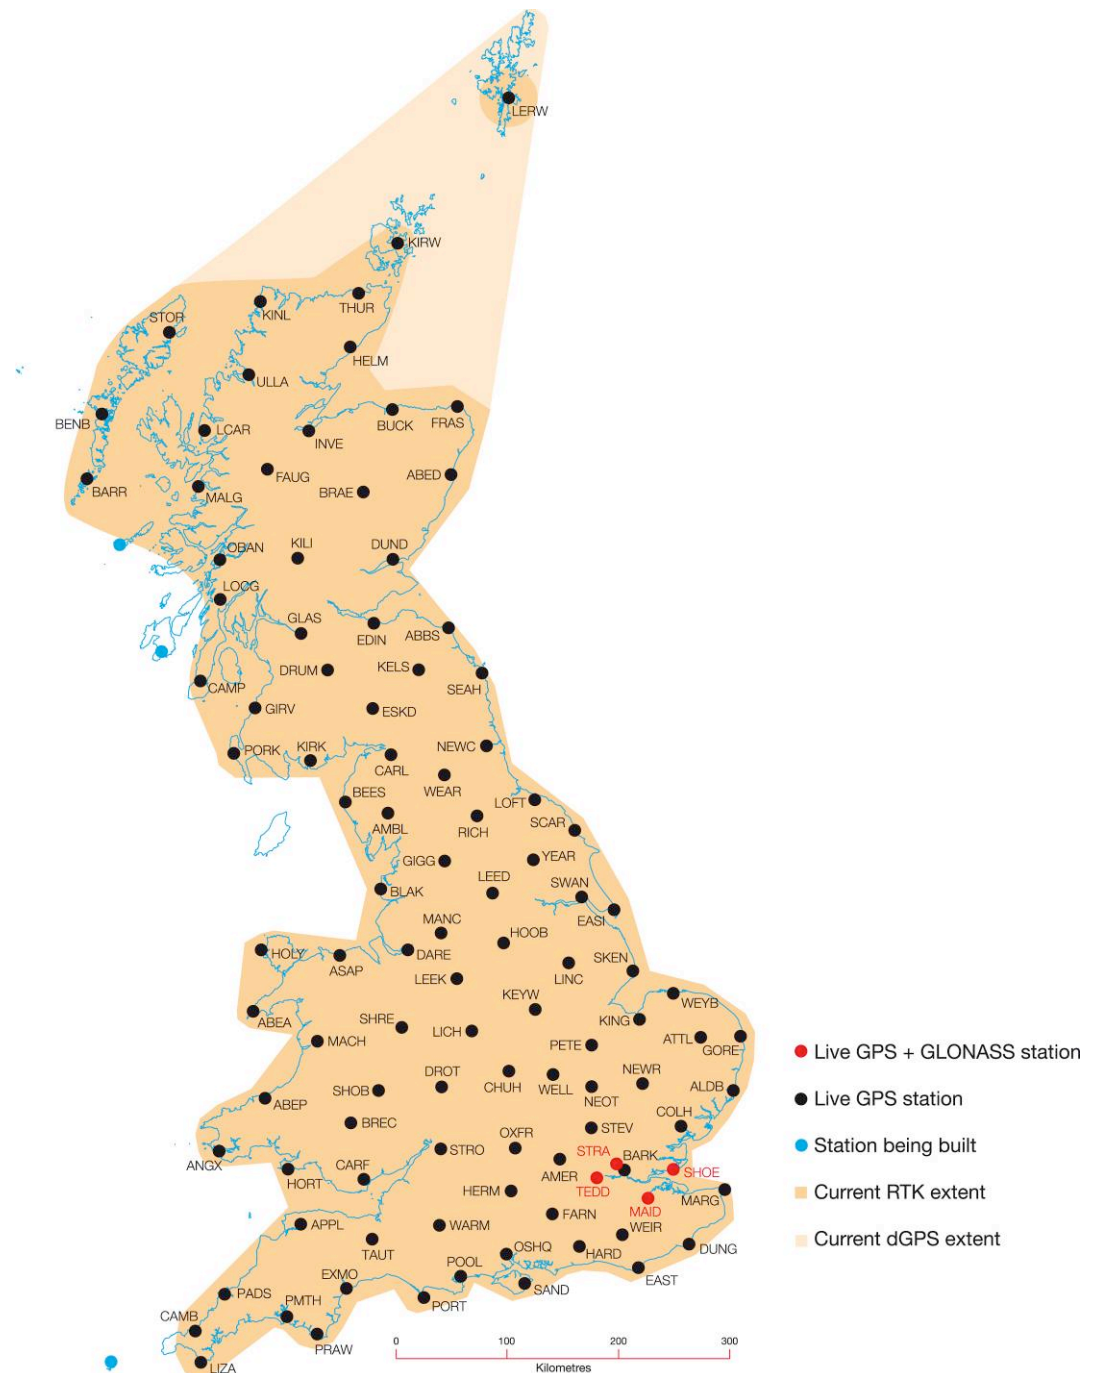 LERW
KIRW
THUR
KINL
STOR
HELM
ULLA
BENB
BUCK
FRAS
LCAR
INVE
FAUG
ABED
BRAE
BARR
MALG
OBAN
KILI
DUND
LOCG
GLAS
EDIN
ABBS
DRUM
KELS
SEAH
CAMP
GIRV
ESKD
PORK
KIRK
NEWC
CARL
WEAR
BEES
LOFT
AMBL
RICH
SCAR
GIGG
YEAR
LEED
SWAN
BLAK
EASI
MANC
HOOB
HOLY
ASAP
DARE
SKEN
LINC
LEEK
KEYW
WEYB
ABEA
SHRE
LICH
KING
MACH
ATTL
GORE
PETE
Live GPS + GLONASS station
DROT
CHUH
WELL
NEWR
SHOB
NEOT
ALDB
Live GPS station
ABEP
COLH
BREC
STEV
OXFR
Station being built
STRO
STRA
BARK
ANGX
HORT
CARF
AMER
SHOE
TEDD
HERM
MARG
Current RTK extent
MAID
APPL
WARM
FARN
WEIR
TAUT
OSHQ
HARD
DUNG
Current dGPS extent
POOL
EXMO
EAST
SAND
PADS
PMTH
PORT
CAMB
PRAW
LIZA
0 100 200 300
Kilometres